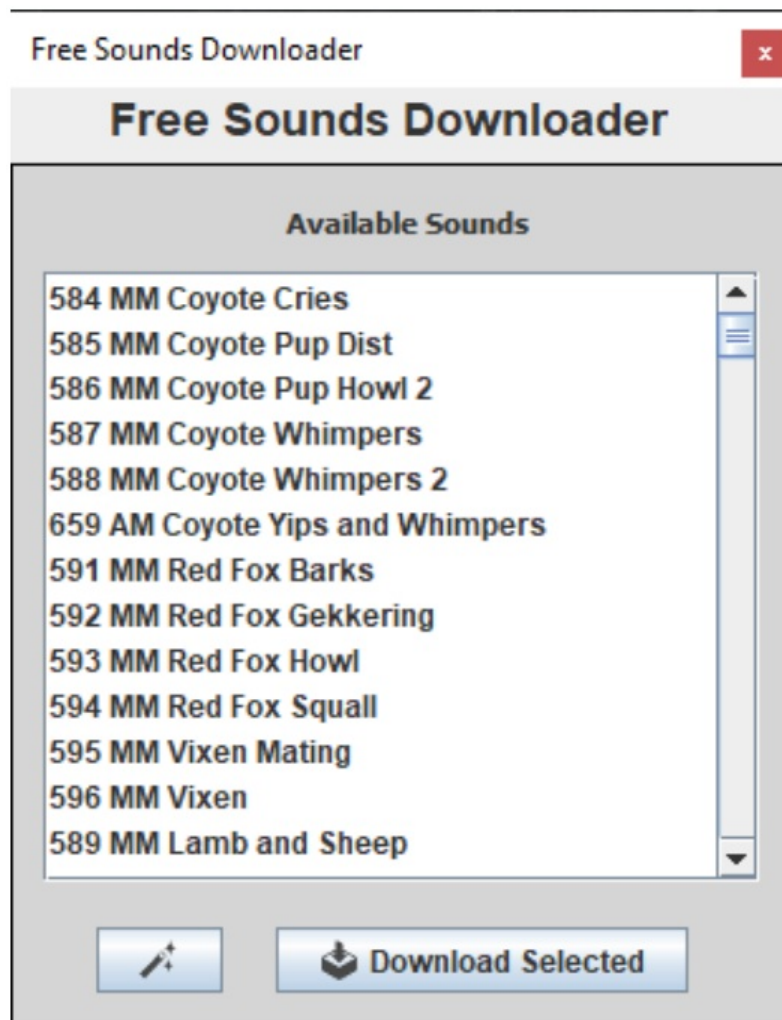 Free Sounds Downloader
x
Free Sounds Downloader
Available Sounds
584 MM Coyote Cries
585 MM Coyote Pup Dist
586 MM Coyote Pup Howl 2
587 MM Coyote Whimpers
588 MM Coyote Whimpers 2
659 AM Coyote Yips and Whimpers
591 MM Red Fox Barks
592 MM Red Fox Gekkering
593 MM Red Fox Howl
594 MM Red Fox Squall
595 MM Vixen Mating
596 MM Vixen
589 MM Lamb and Sheep
Download Selected